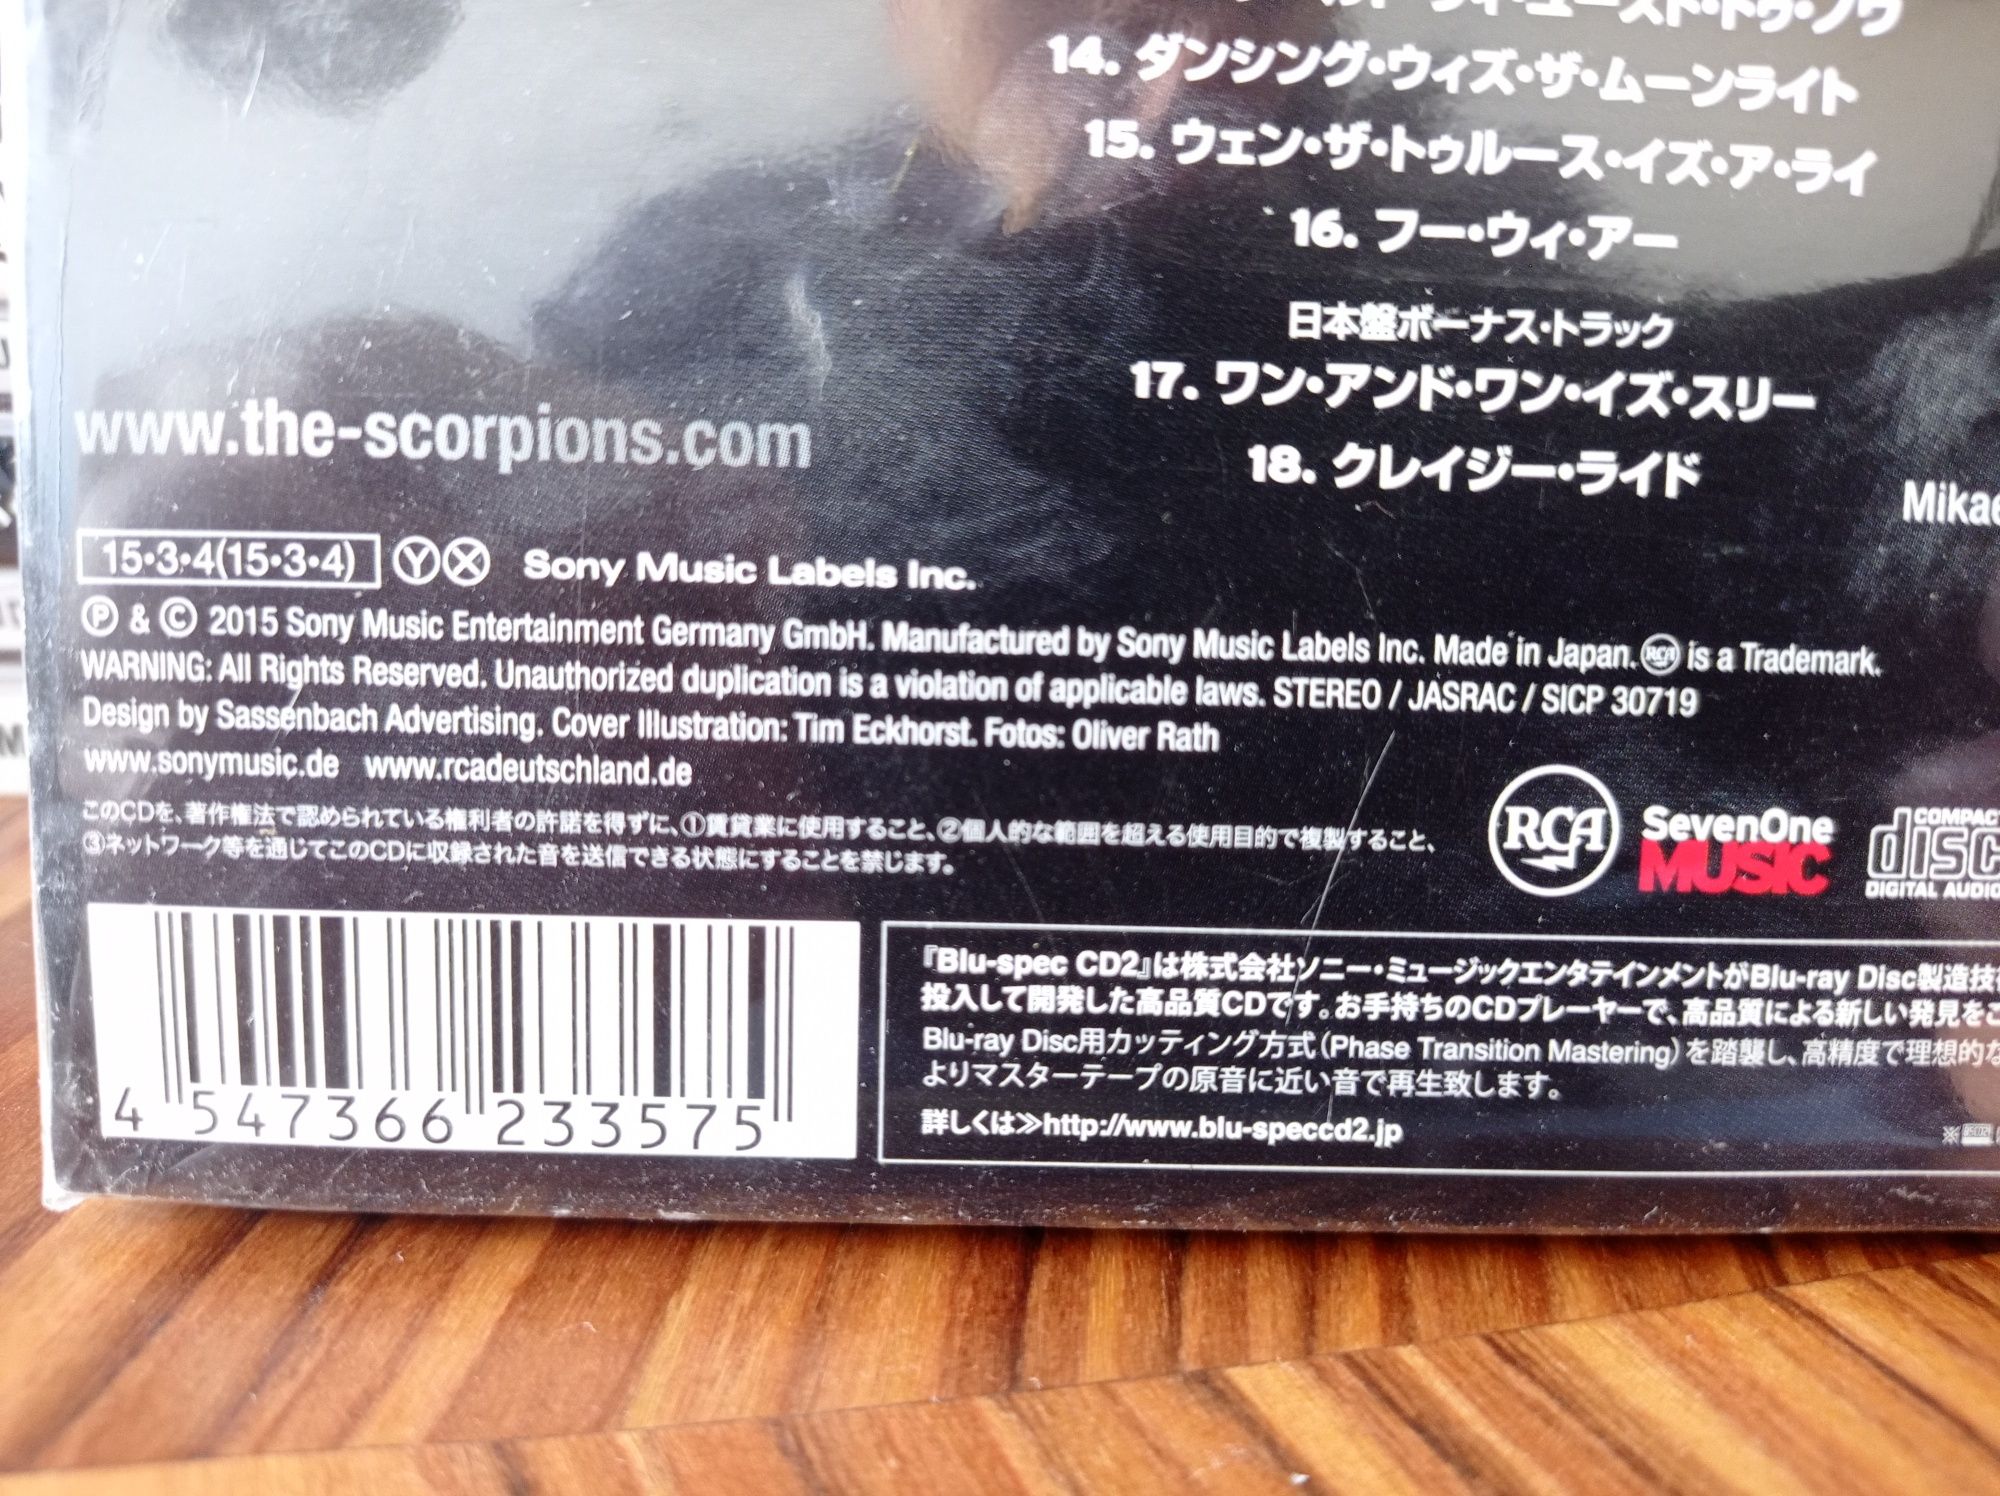 ユースド・トゥ・ノウ
14. ダンシング・ウィズ・ザ・ムーンライト
15. ウェン・ザ・トゥルース・イズ・ア・ライ
16. フー・ウィ・アー
日本盤ボーナス・トラック
17. ワン・アンド・ワン・イズ・スリー
18. クレイジー・ライド
www.the-scorpions.com
Mikae
15・3・4(15・3・4) Ⓨ Ⓧ Sony Music Labels Inc.
Ⓟ & © 2015 Sony Music Entertainment Germany GmbH. Manufactured by Sony Music Labels Inc. Made in Japan. RCA is a Trademark.
WARNING: All Rights Reserved. Unauthorized duplication is a violation of applicable laws. STEREO / JASRAC / SICP 30719
Design by Sassenbach Advertising. Cover Illustration: Tim Eckhorst. Fotos: Oliver Rath
www.sonymusic.de www.rcadeutschland.de
このCDを、著作権法で認められている権利者の許諾を得ずに、①賃貸業に使用すること、②個人的な範囲を超える使用目的で複製すること、
③ネットワーク等を通じてこのCDに収録された音を送信できる状態にすることを禁じます。
RCA
SevenOne
MUSIC
COMPACT
disc
DIGITAL AUDIO
4 547366 233575
『Blu-spec CD2』は株式会社ソニー・ミュージックエンタテインメントがBlu-ray Disc製造技術
投入して開発した高品質CDです。お手持ちのCDプレーヤーで、高品質による新しい発見をこ
Blu-ray Disc用カッティング方式(Phase Transition Mastering)を踏襲し、高精度で理想的な
よりマスターテープの原音に近い音で再生致します。
詳しくは≫http://www.blu-speccd2.jp